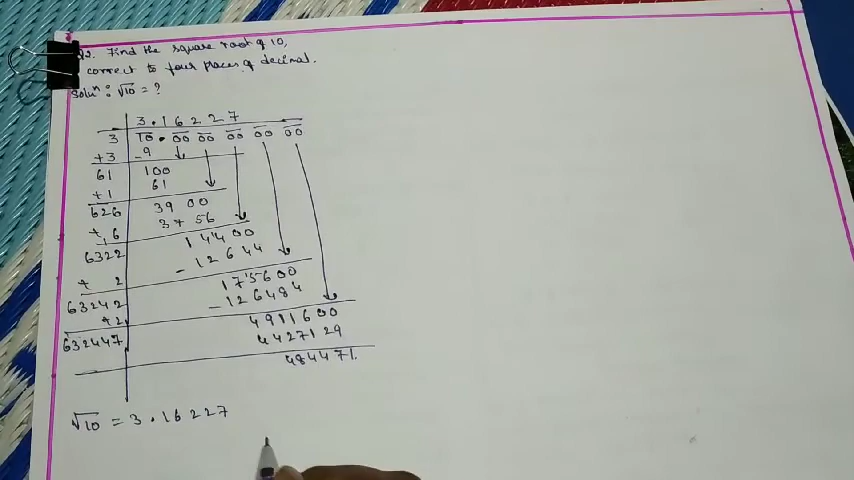 Q2. Find the square root of 10,
correct to four places of decimal.
Soluⁿ: √10 = ?
3.16227
3 10.00 00 00 00 00
+3 -9
61 100
+1 61
626 3900
+6 3756
6322 14400
+2 -12644
63242 175600
+2 -126484
632447 4911600
4427129
484471.
√10 = 3.16227